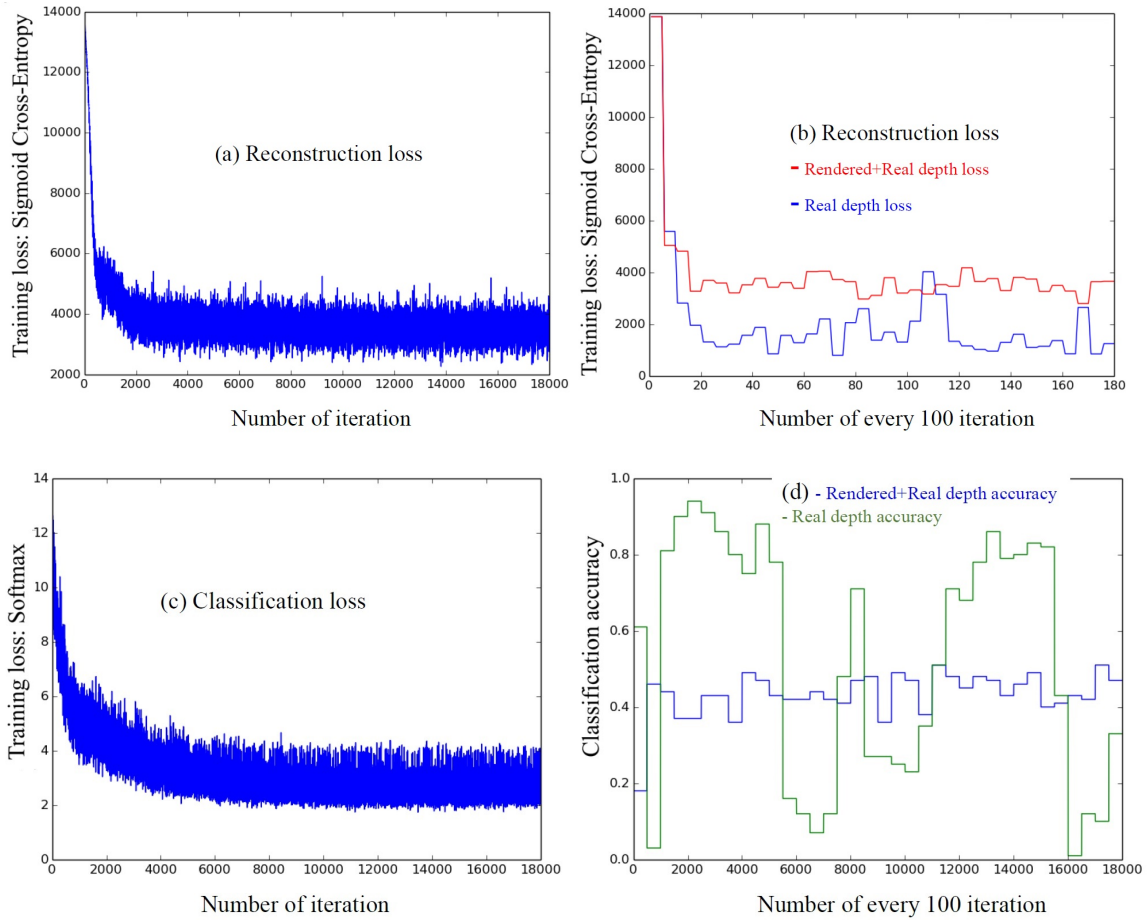 14000
12000
10000
8000
6000
4000
2000
0 2000 4000 6000 8000 10000 12000 14000 16000 18000
Training loss: Sigmoid Cross-Entropy
(a) Reconstruction loss
Number of iteration
14000
12000
10000
8000
6000
4000
2000
0
0 20 40 60 80 100 120 140 160 180
Training loss: Sigmoid Cross-Entropy
(b) Reconstruction loss
Rendered+Real depth loss
Real depth loss
Number of every 100 iteration
14
12
10
8
6
4
2
0
0 2000 4000 6000 8000 10000 12000 14000 16000 18000
Training loss: Softmax
(c) Classification loss
Number of iteration
1.0
0.8
0.6
0.4
0.2
0.0
0 2000 4000 6000 8000 10000 12000 14000 16000 18000
Classification accuracy
(d) - Rendered+Real depth accuracy
- Real depth accuracy
Number of every 100 iteration